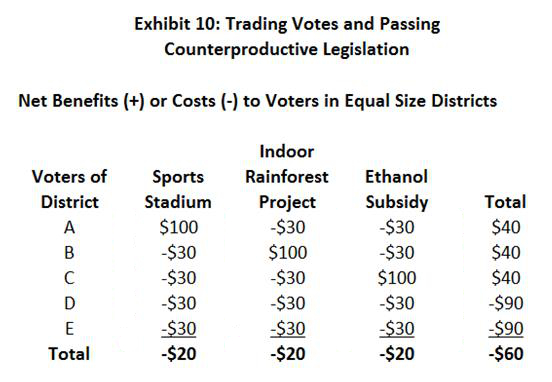 Exhibit 10: Trading Votes and Passing
Counterproductive Legislation
Net Benefits (+) or Costs (-) to Voters in Equal Size Districts
Indoor
Voters of Sports Rainforest Ethanol
District Stadium Project Subsidy Total
A $100 -$30 -$30 $40
B -$30 $100 -$30 $40
C -$30 -$30 $100 $40
D -$30 -$30 -$30 -$90
E -$30 -$30 -$30 -$90
Total -$20 -$20 -$20 -$60